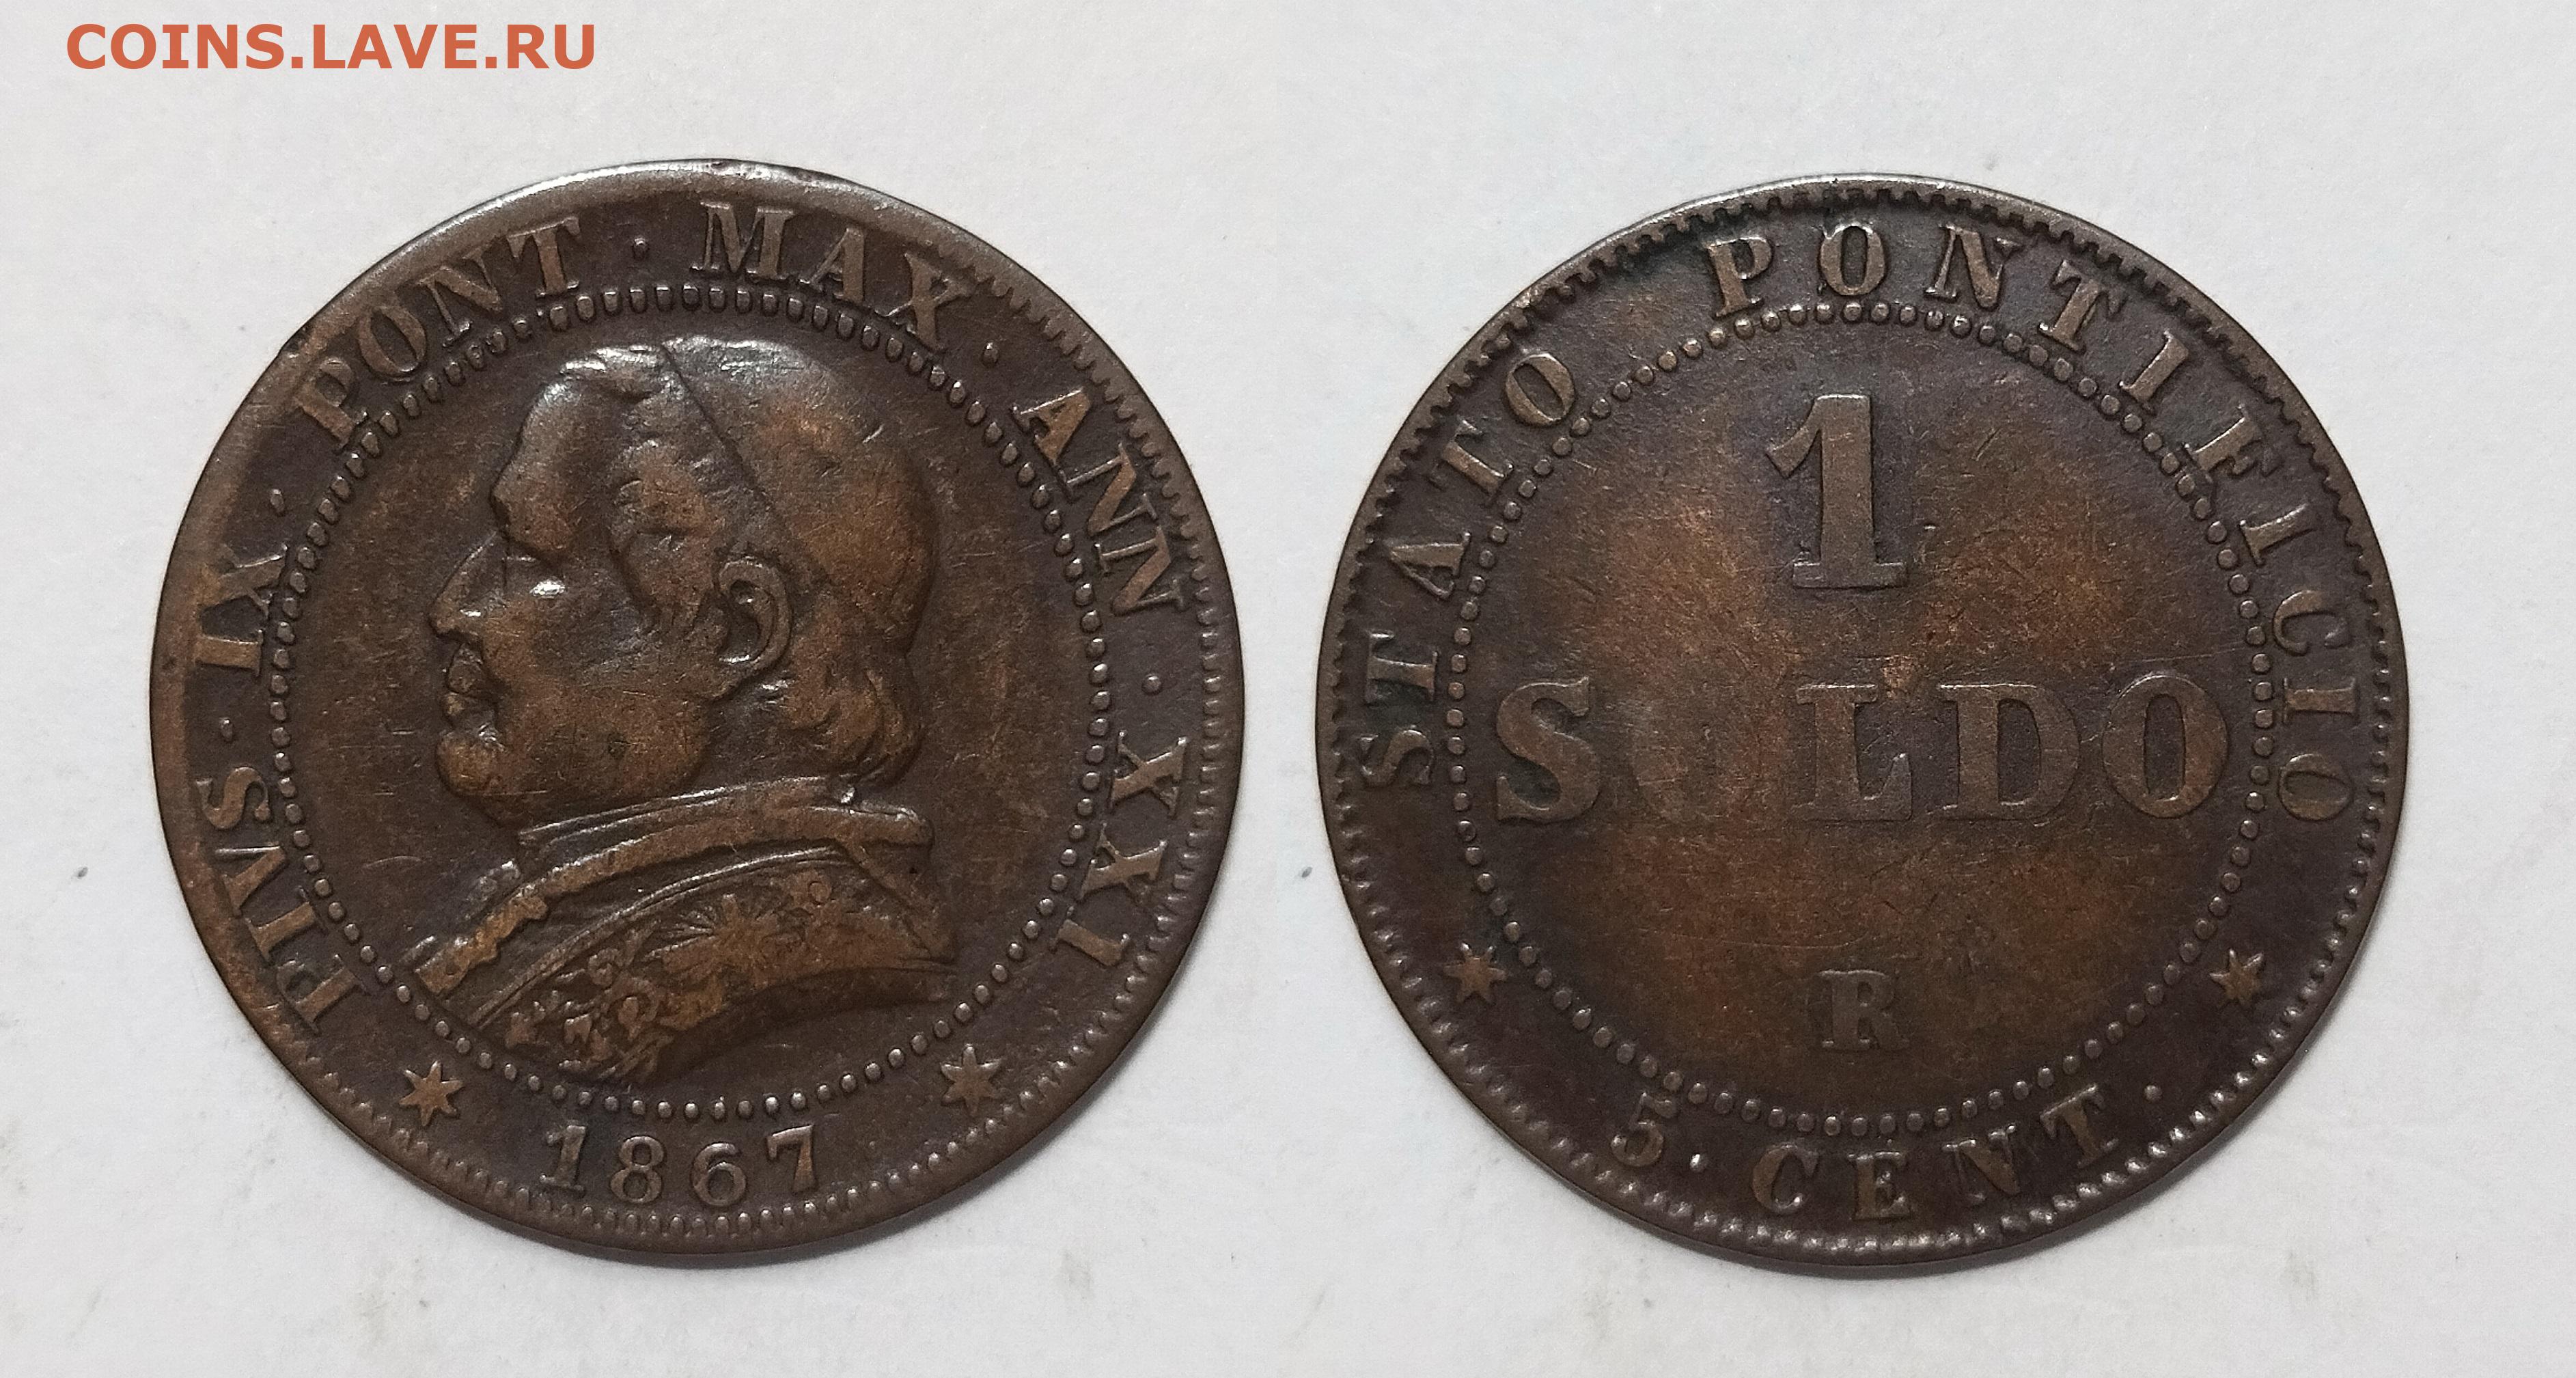 COINS.LAVE.RU
PIVS · IX · PONT · MAX · ANN · XXI
1867
STATO PONTIFICIO
1
SOLDO
R
5 · CENT ·